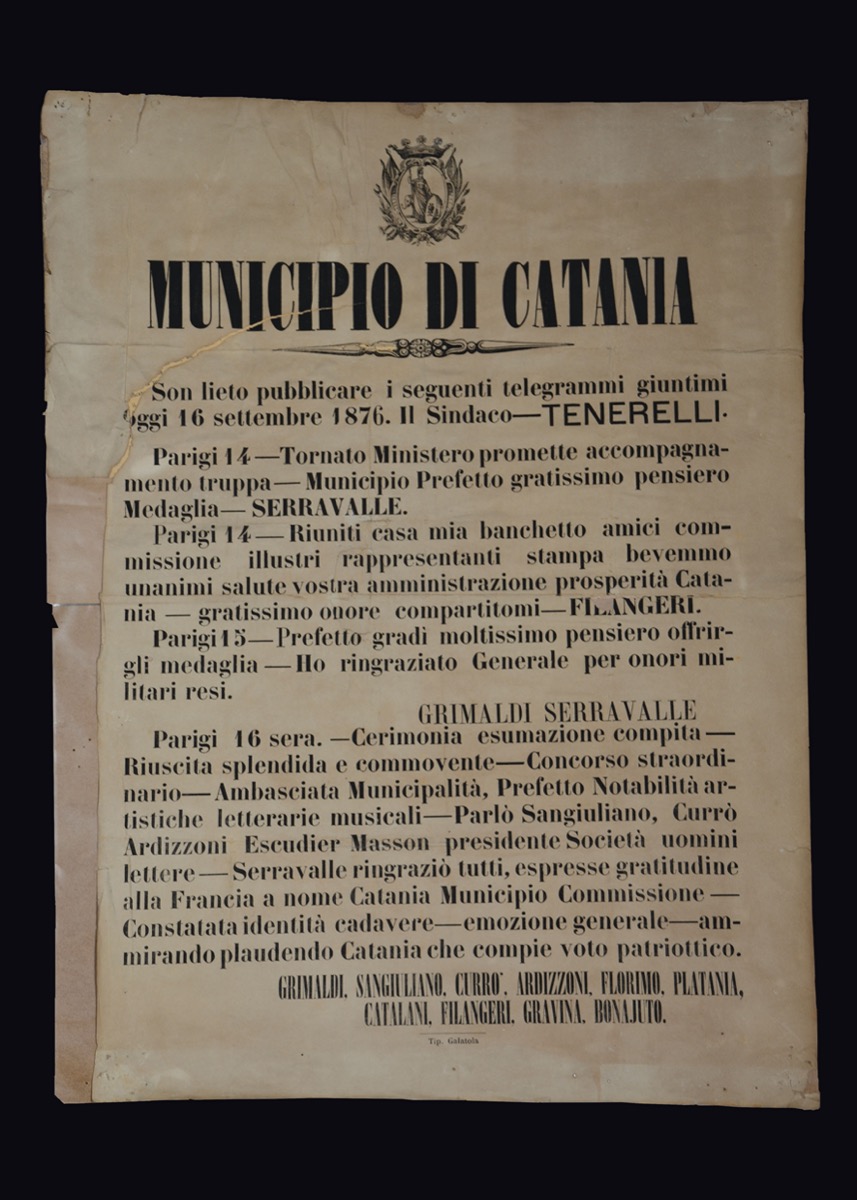 MUNICIPIO DI CATANIA
Son lieto pubblicare i seguenti telegrammi giuntimi
oggi 16 settembre 1876. Il Sindaco—TENERELLI.
Parigi 14—Tornato Ministero promette accompagna-
mento truppa—Municipio Prefetto gratissimo pensiero
Medaglia—SERRAVALLE.
Parigi 14—Riuniti casa mia banchetto amici com-
missione illustri rappresentanti stampa bevemmo
unanimi salute vostra amministrazione prosperità Cata-
nia — gratissimo onore compartitomi—FILANGERI.
Parigi 15—Prefetto gradì moltissimo pensiero offrir-
gli medaglia—Ho ringraziato Generale per onori mi-
litari resi.
GRIMALDI SERRAVALLE
Parigi 16 sera. —Cerimonia esumazione compita—
Riuscita splendida e commovente—Concorso straordi-
nario—Ambasciata Municipalità, Prefetto Notabilità ar-
tistiche letterarie musicali—Parlò Sangiuliano, Currò
Ardizzoni Escudier Masson presidente Società uomini
lettere—Serravalle ringraziò tutti, espresse gratitudine
alla Francia a nome Catania Municipio Commissione—
Constatata identità cadavere—emozione generale—am-
mirando plaudendo Catania che compie voto patriottico.
GRIMALDI, SANGIULIANO, CURRO', ARDIZZONI, FLORIMO, PLATANIA,
CATALANI, FILANGERI, GRAVINA, BONAJUTO.
Tip. Galatola